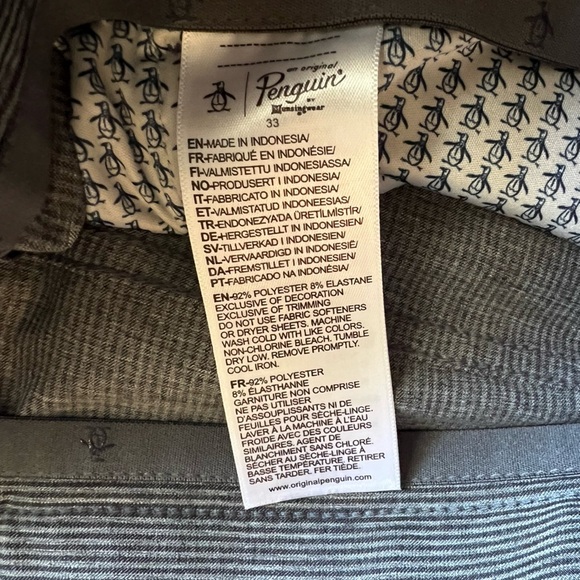 an original
Penguin
BY
Munsingwear
33
EN-MADE IN INDONESIA/
FR-FABRIQUÉ EN INDONÉSIE/
FI-VALMISTETTU INDONESIASSA/
NO-PRODUSERT I INDONESIA/
IT-FABBRICATO IN INDONESIA/
ET-VALMISTATUD INDONEESIAS/
TR-ENDONEZYA'DA ÜRETİLMİSTİR/
DE-HERGESTELLT IN INDONESIEN/
SV-TILLVERKAD I INDONESIEN/
NL-VERVAARDIGD IN INDONESIË/
DA-FREMSTILLET I INDONESIEN/
PT-FABRICADO NA INDONÉSIA/
EN-92% POLYESTER 8% ELASTANE
EXCLUSIVE OF DECORATION
EXCLUSIVE OF TRIMMING
DO NOT USE FABRIC SOFTENERS
OR DRYER SHEETS. MACHINE
WASH COLD WITH LIKE COLORS.
NON-CHLORINE BLEACH. TUMBLE
DRY LOW. REMOVE PROMPTLY.
COOL IRON.
FR-92% POLYESTER
8% ÉLASTHANNE
GARNITURE NON COMPRISE
NE PAS UTILISER
D'ASSOUPLISSANTS NI DE
FEUILLES POUR SÈCHE-LINGE.
LAVER À LA MACHINE À L'EAU
FROIDE AVEC DES COULEURS
SIMILAIRES. AGENT DE
BLANCHIMENT SANS CHLORÉ.
SÉCHER AU SÈCHE-LINGE À
BASSE TEMPÉRATURE, RETIRER
SANS TARDER. FER TIÈDE.
www.originalpenguin.com